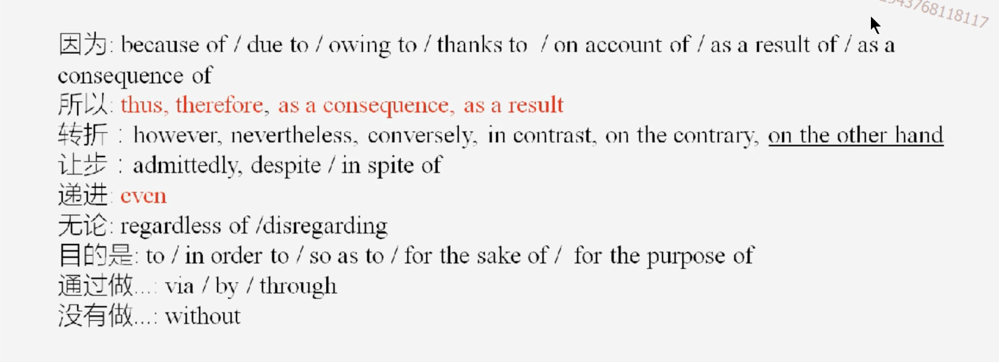 43768118117
因为: because of / due to / owing to / thanks to / on account of / as a result of / as a
consequence of
所以: thus, therefore, as a consequence, as a result
转折：however, nevertheless, conversely, in contrast, on the contrary, on the other hand
让步：admittedly, despite / in spite of
递进: even
无论: regardless of /disregarding
目的是: to / in order to / so as to / for the sake of / for the purpose of
通过做...: via / by / through
没有做...: without